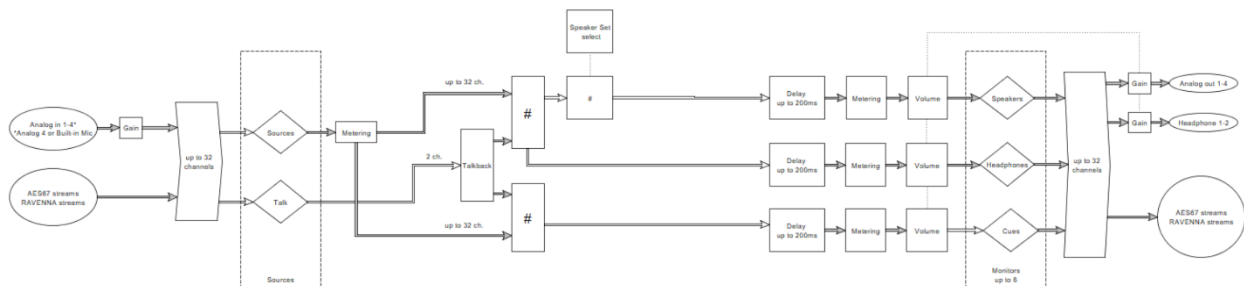 Speaker Set
select
up to 32 ch.
#
#
Delay
up to 200ms
Metering
Volume
Speakers
Gain
Analog out 1-4
Analog in 1-4*
*Analog 4 or Built-in Mic
Gain
Sources
Metering
Gain
Headphone 1-2
up to 32
channels
2 ch.
Talkback
Delay
up to 200ms
Metering
Volume
Headphones
up to 32
channels
AES67 streams
RAVENNA streams
Talk
#
up to 32 ch.
Delay
up to 200ms
Metering
Volume
Cues
AES67 streams
RAVENNA streams
Sources
Monitors
up to 6